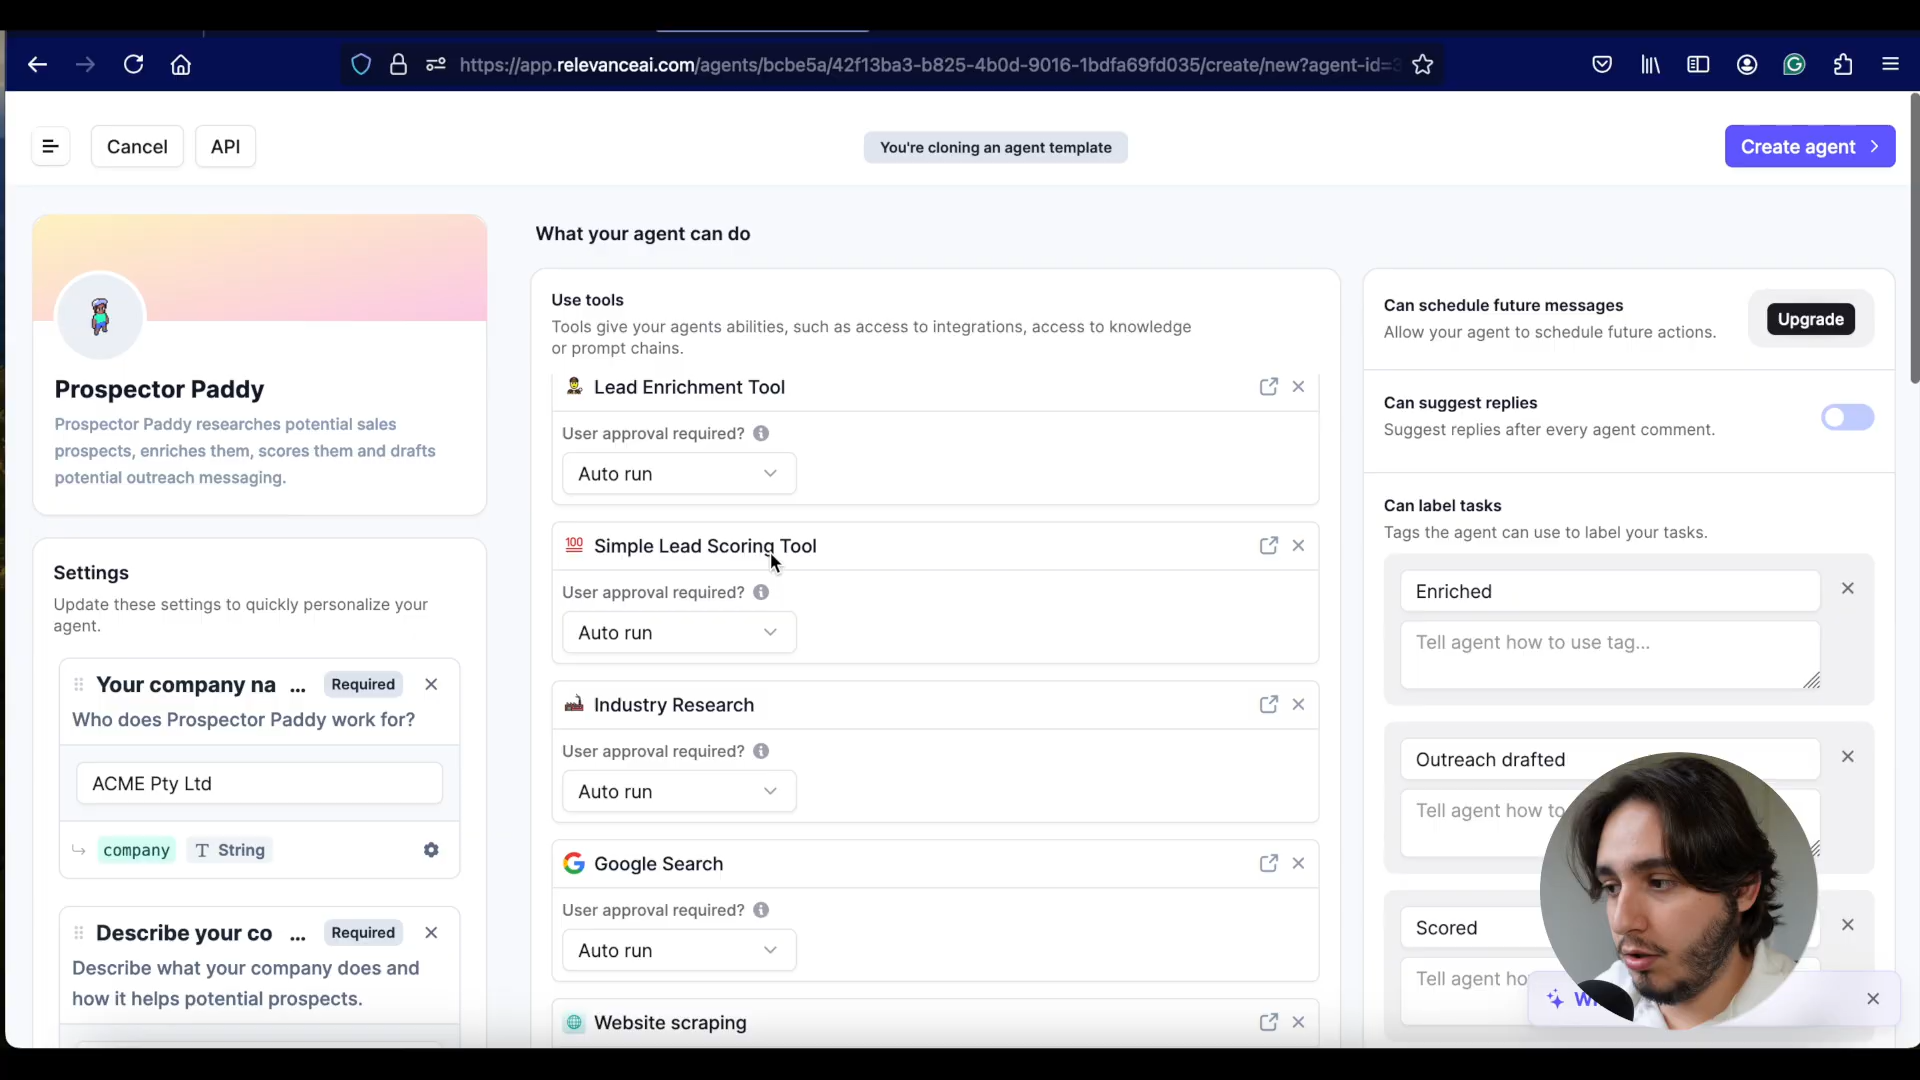 https://app.relevanceai.com/agents/bcbe5a/42f13ba3-b825-4b0d-9016-1bdfa69fd035/create/new?agent-id=
Cancel
API
You're cloning an agent template
Create agent
Prospector Paddy
Prospector Paddy researches potential sales
prospects, enriches them, scores them and drafts
potential outreach messaging.
Settings
Update these settings to quickly personalize your
agent.
Your company na ...
Required
Who does Prospector Paddy work for?
ACME Pty Ltd
company
T String
Describe your co ...
Required
Describe what your company does and
how it helps potential prospects.
What your agent can do
Use tools
Tools give your agents abilities, such as access to integrations, access to knowledge
or prompt chains.
Lead Enrichment Tool
User approval required?
Auto run
100
Simple Lead Scoring Tool
User approval required?
Auto run
Industry Research
User approval required?
Auto run
Google Search
User approval required?
Auto run
Website scraping
Can schedule future messages
Allow your agent to schedule future actions.
Upgrade
Can suggest replies
Suggest replies after every agent comment.
Can label tasks
Tags the agent can use to label your tasks.
Enriched
Tell agent how to use tag...
Outreach drafted
Tell agent how to
Scored
Tell agent